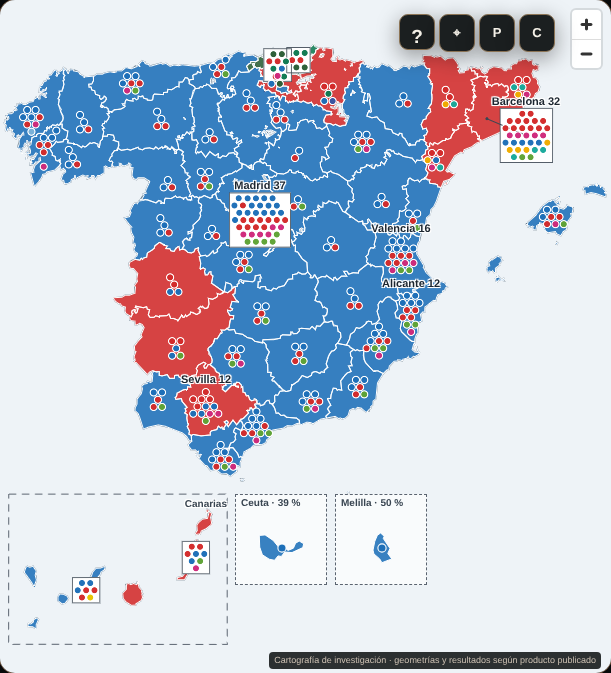 ? ⌖ P C
+
−
Barcelona 32
Madrid 37
Valencia 16
Alicante 12
Sevilla 12
Canarias
Ceuta · 39 %
Melilla · 50 %
Cartografía de investigación · geometrías y resultados según producto publicado